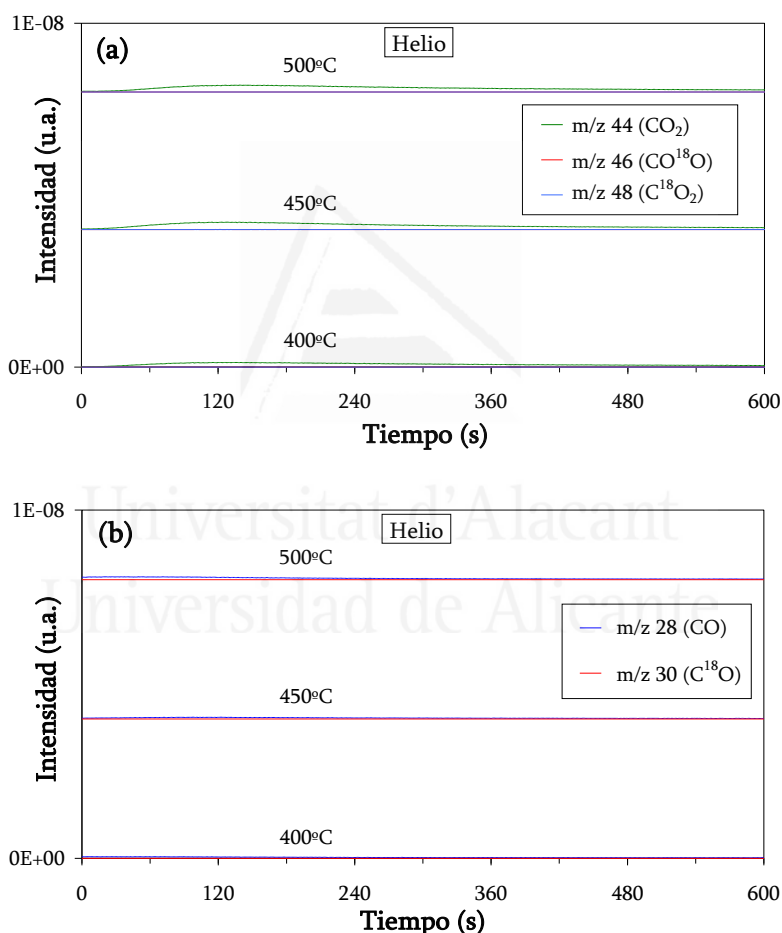 1E-08
(a)
Helio
500ºC
m/z 44 (CO₂)
m/z 46 (CO¹⁸O)
m/z 48 (C¹⁸O₂)
450ºC
400ºC
Intensidad (u.a.)
0E+00
0 120 240 360 480 600
Tiempo (s)
Universitat d'Alacant
Universidad de Alicante
1E-08
(b)
Helio
500ºC
m/z 28 (CO)
m/z 30 (C¹⁸O)
450ºC
400ºC
Intensidad (u.a.)
0E+00
0 120 240 360 480 600
Tiempo (s)